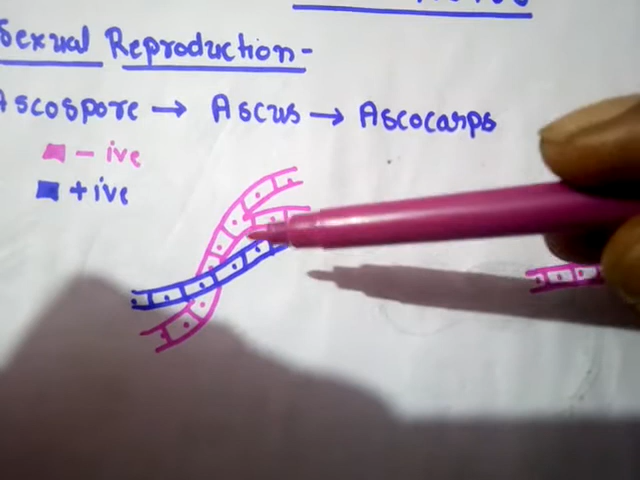 Sexual Reproduction-
Ascospore → Ascus → Ascocarps
- ive
+ ive